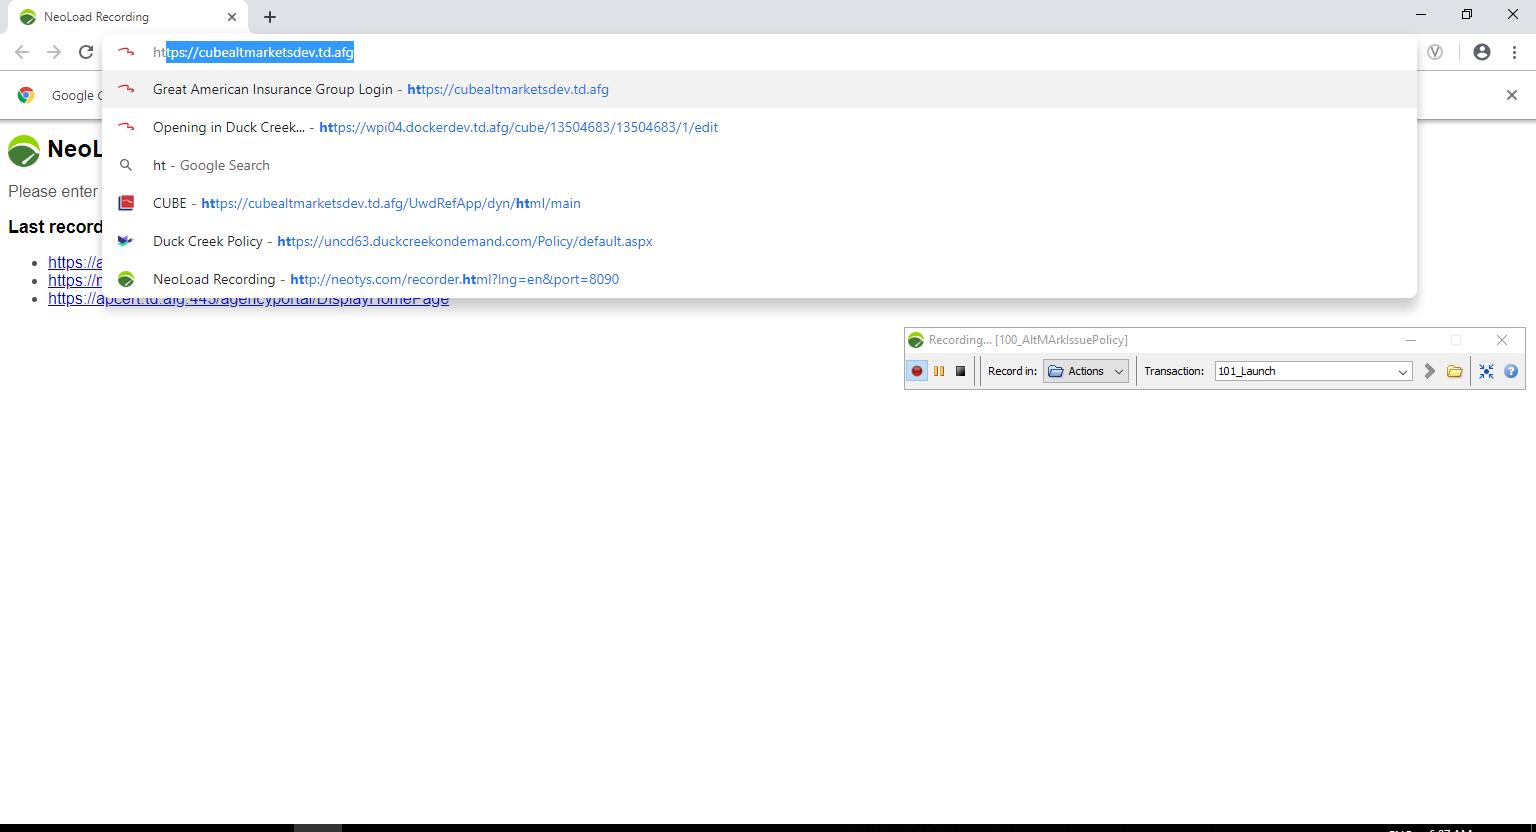 NeoLoad Recording
https://cubealtmarketsdev.td.afg
Great American Insurance Group Login - https://cubealtmarketsdev.td.afg
Google C
Opening in Duck Creek... - https://wpi04.dockerdev.td.afg/cube/13504683/13504683/1/edit
NeoL
ht - Google Search
Please enter
CUBE - https://cubealtmarketsdev.td.afg/UwdRefApp/dyn/html/main
Last record
Duck Creek Policy - https://uncd63.duckcreekondemand.com/Policy/default.aspx
https://a
NeoLoad Recording - http://neotys.com/recorder.html?lng=en&port=8090
https://apcert.td.afg:443/agencyportal/DisplayHomePage
Recording... [100_AltMArkIssuePolicy]
Record in: Actions Transaction: 101_Launch